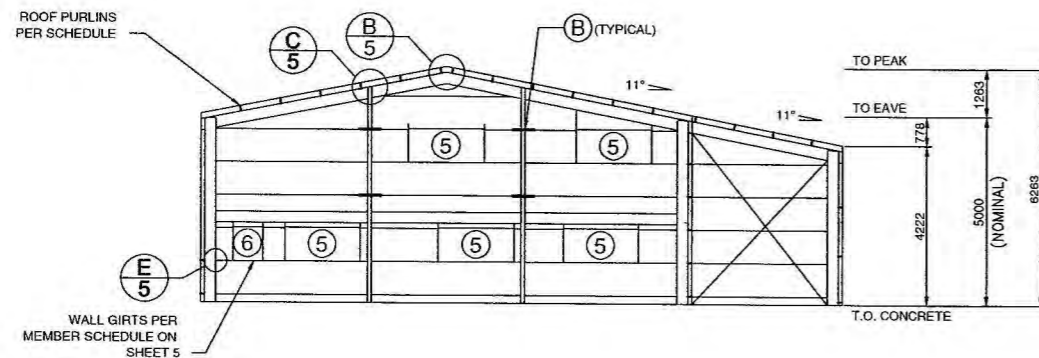 ROOF PURLINS
PER SCHEDULE
C
5
B
5
B (TYPICAL)
11°
11°
TO PEAK
TO EAVE
1263
778
4222
5000
(NOMINAL)
6263
5
5
6
5
5
5
E
5
WALL GIRTS PER
MEMBER SCHEDULE ON
SHEET 5
T.O. CONCRETE